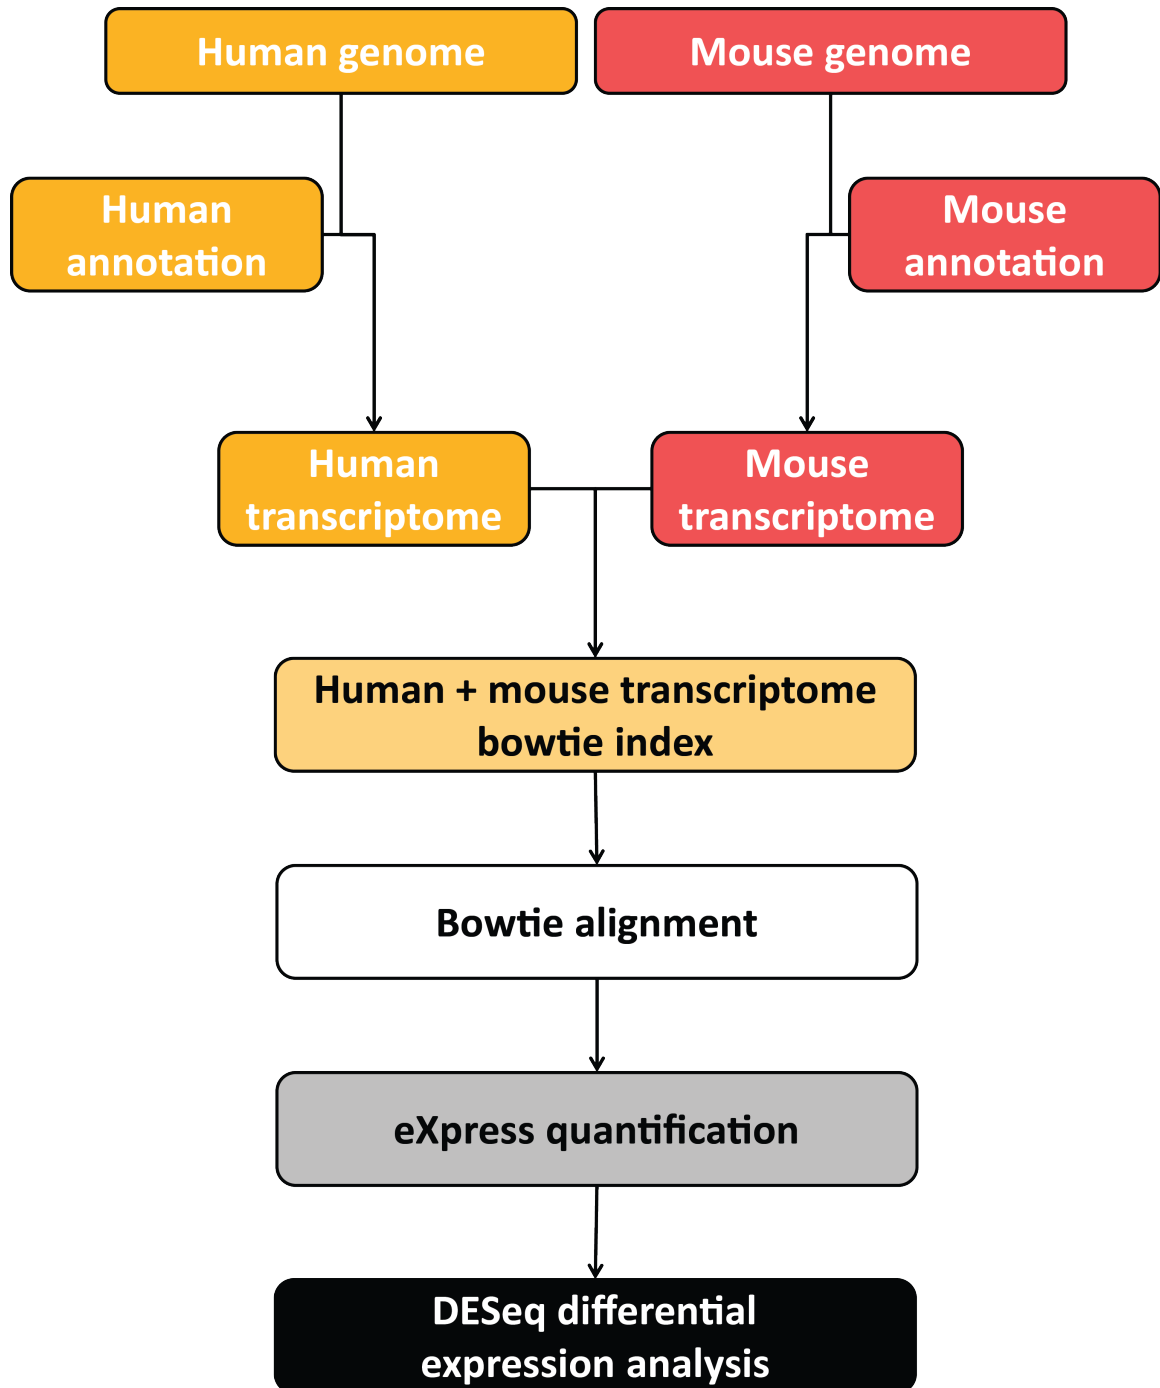 Human genome
Mouse genome
Human
annotation
Mouse
annotation
Human
transcriptome
Mouse
transcriptome
Human + mouse transcriptome
bowtie index
Bowtie alignment
eXpress quantification
DESeq differential
expression analysis